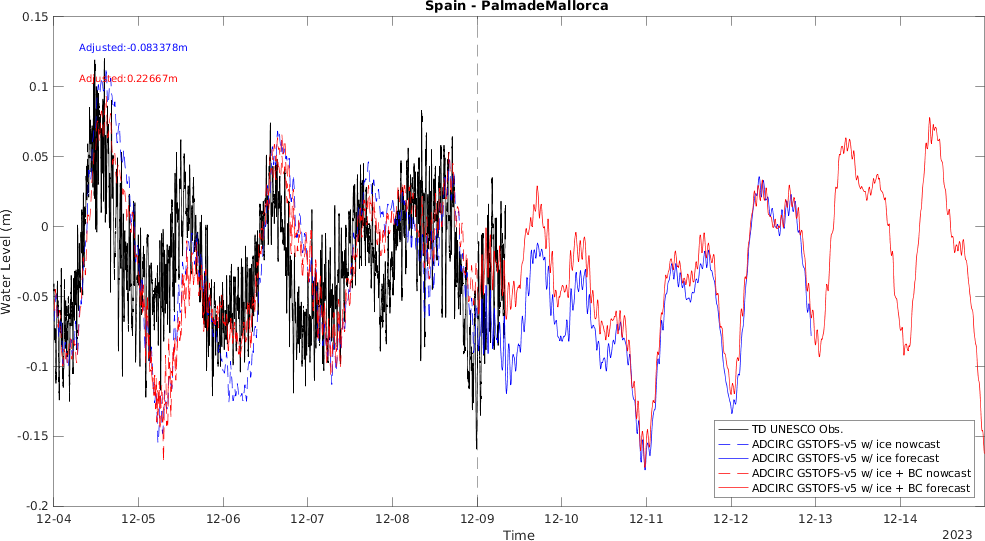 Spain - PalmadeMallorca
0.15
0.1
0.05
0
-0.05
-0.1
-0.15
-0.2
Water Level (m)
Adjusted:-0.083378m
Adjusted:0.22667m
TD UNESCO Obs.
ADCIRC GSTOFS-v5 w/ ice nowcast
ADCIRC GSTOFS-v5 w/ ice forecast
ADCIRC GSTOFS-v5 w/ ice + BC nowcast
ADCIRC GSTOFS-v5 w/ ice + BC forecast
12-04 12-05 12-06 12-07 12-08 12-09 12-10 12-11 12-12 12-13 12-14
Time
2023